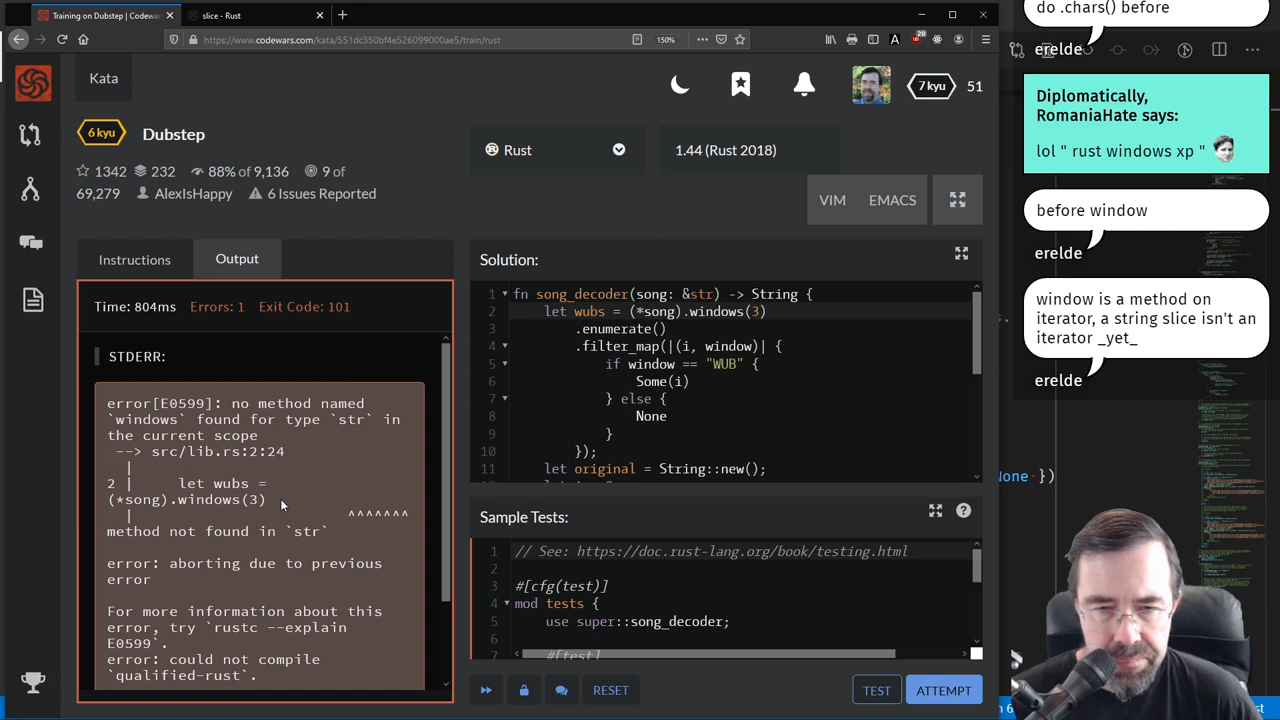 Training on Dubstep | Codewars
slice - Rust
https://www.codewars.com/kata/551dc350bf4e526099000ae5/train/rust
150%
20
Kata
7 kyu
51
6 kyu
Dubstep
1342
232
88% of 9,136
9 of
69,279
AlexIsHappy
6 Issues Reported
Rust
1.44 (Rust 2018)
VIM
EMACS
Instructions
Output
Time: 804ms
Errors: 1
Exit Code: 101
STDERR:
error[E0599]: no method named
`windows` found for type `str` in
the current scope
--> src/lib.rs:2:24
|
2 | let wubs =
(*song).windows(3)
| ^^^^^^^
method not found in `str`
error: aborting due to previous
error
For more information about this
error, try `rustc --explain
E0599`.
error: could not compile
`qualified-rust`.
Solution:
1 fn song_decoder(song: &str) -> String {
2 let wubs = (*song).windows(3)
3 .enumerate()
4 .filter_map(|(i, window)| {
5 if window == "WUB" {
6 Some(i)
7 } else {
8 None
9 }
10 });
11 let original = String::new();
Sample Tests:
1 // See: https://doc.rust-lang.org/book/testing.html
2
3 #[cfg(test)]
4 mod tests {
5 use super::song_decoder;
6
7 #[test]
RESET
TEST
ATTEMPT
do .chars() before
erelde
Diplomatically,
RomaniaHate says:
lol " rust windows xp "
before window
erelde
window is a method on
iterator, a string slice isn't an
iterator _yet_
erelde
None })